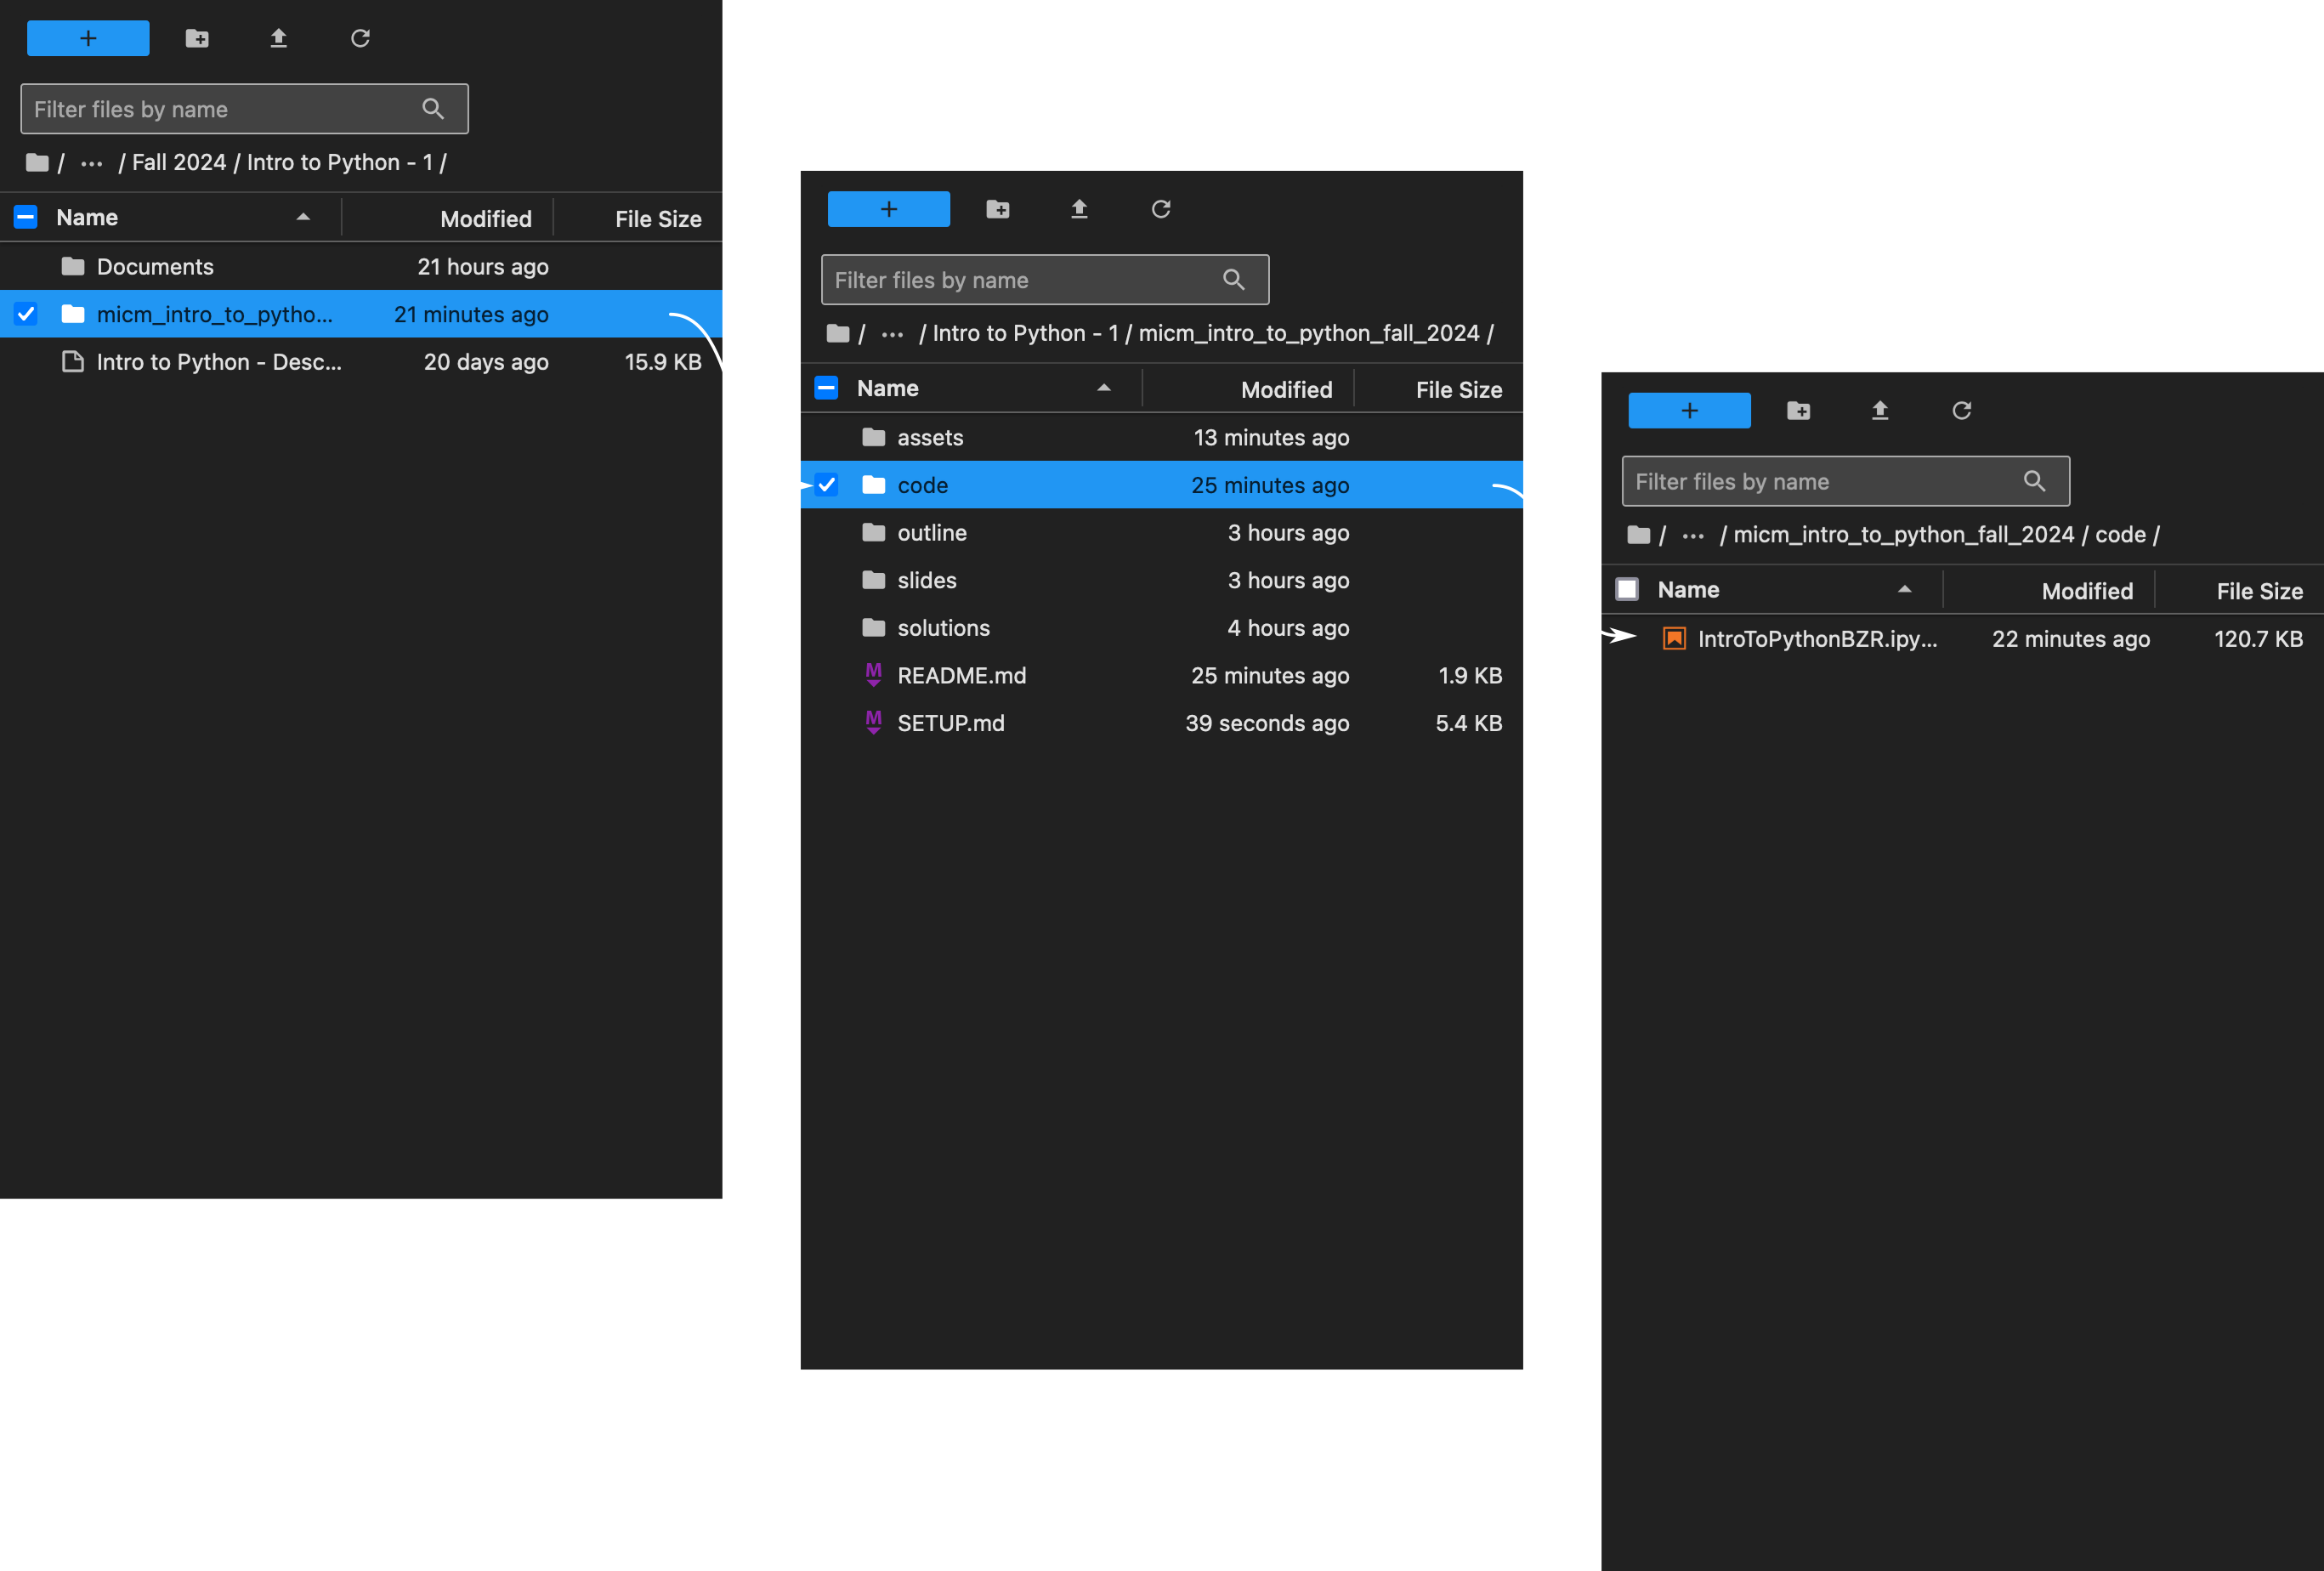 Filter files by name
/ ... / Fall 2024 / Intro to Python - 1 /
Name Modified File Size
Documents 21 hours ago
micm_intro_to_pytho... 21 minutes ago
Intro to Python - Desc... 20 days ago 15.9 KB
Filter files by name
/ ... / Intro to Python - 1 / micm_intro_to_python_fall_2024 /
Name Modified File Size
assets 13 minutes ago
code 25 minutes ago
outline 3 hours ago
slides 3 hours ago
solutions 4 hours ago
README.md 25 minutes ago 1.9 KB
SETUP.md 39 seconds ago 5.4 KB
Filter files by name
/ ... / micm_intro_to_python_fall_2024 / code /
Name Modified File Size
IntroToPythonBZR.ipy... 22 minutes ago 120.7 KB